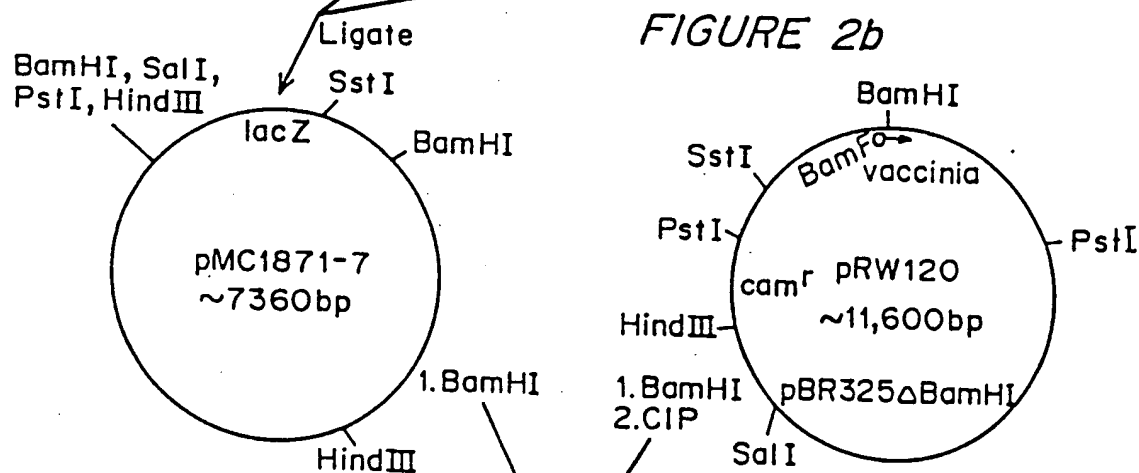 Ligate
FIGURE 2b
BamHI, SalI,
PstI, HindIII
SstI
lacZ
BamHI
pMC1871-7
~7360bp
1.BamHI
HindIII
BamHI
SstI
BamFo
vaccinia
PstI
PstI
camr pRW120
~11,600bp
HindIII
1.BamHI
2.CIP
pBR325ΔBamHI
SalI